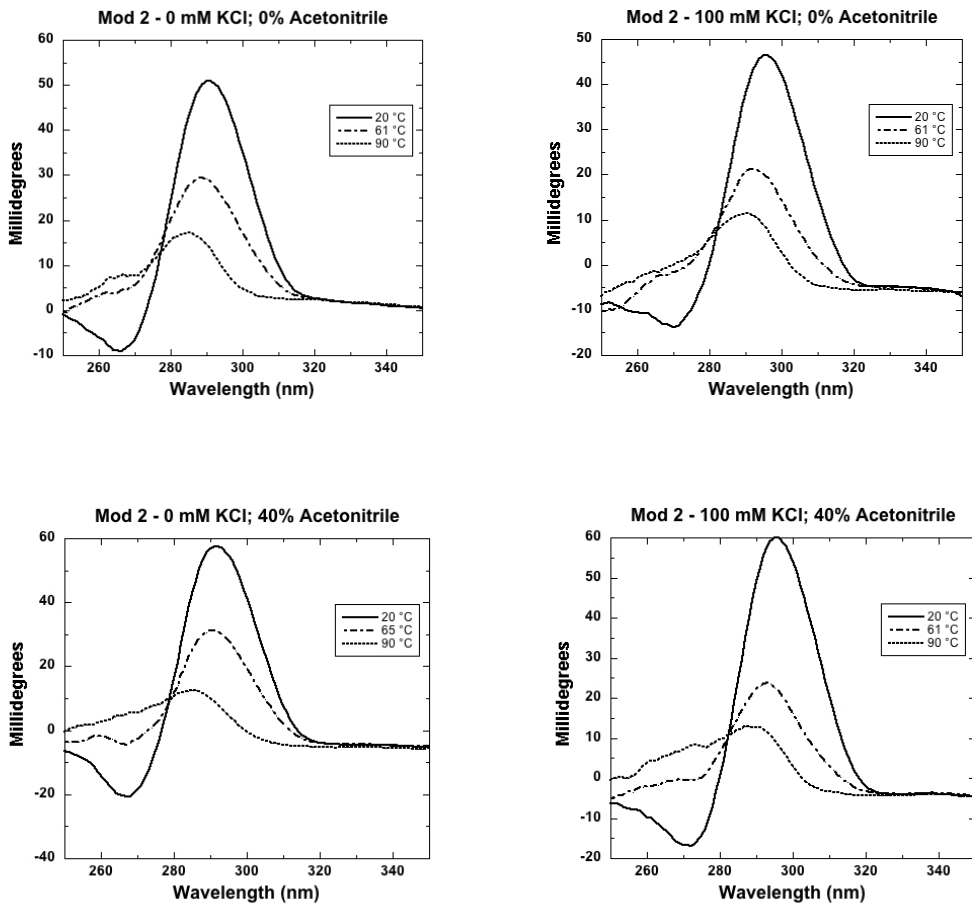 Mod 2 - 0 mM KCl; 0% Acetonitrile
60
50
40
30
20
10
0
-10
Millidegrees
20 °C
61 °C
90 °C
260 280 300 320 340
Wavelength (nm)
Mod 2 - 100 mM KCl; 0% Acetonitrile
50
40
30
20
10
0
-10
-20
Millidegrees
20 °C
61 °C
90 °C
260 280 300 320 340
Wavelength (nm)
Mod 2 - 0 mM KCl; 40% Acetonitrile
60
40
20
0
-20
-40
Millidegrees
20 °C
65 °C
90 °C
260 280 300 320 340
Wavelength (nm)
Mod 2 - 100 mM KCl; 40% Acetonitrile
60
50
40
30
20
10
0
-10
-20
Millidegrees
20 °C
61 °C
90 °C
260 280 300 320 340
Wavelength (nm)